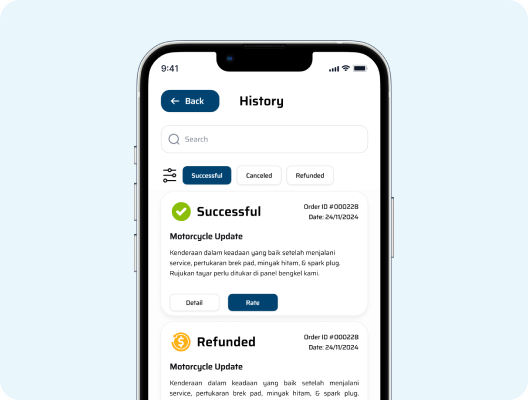 9:41
Back
History
Search
Successful Canceled Refunded
Successful
Order ID #000228
Date: 24/11/2024
Motorcycle Update
Kenderaan dalam keadaan yang baik setelah menjalani
service, pertukaran brek pad, minyak hitam, & spark plug.
Rujukan tayar perlu ditukar di panel bengkel kami.
Detail Rate
Refunded
Order ID #000228
Date: 24/11/2024
Motorcycle Update
Kenderaan dalam keadaan yang baik setelah menjalani
service, pertukaran brek pad, minyak hitam, & spark plug.